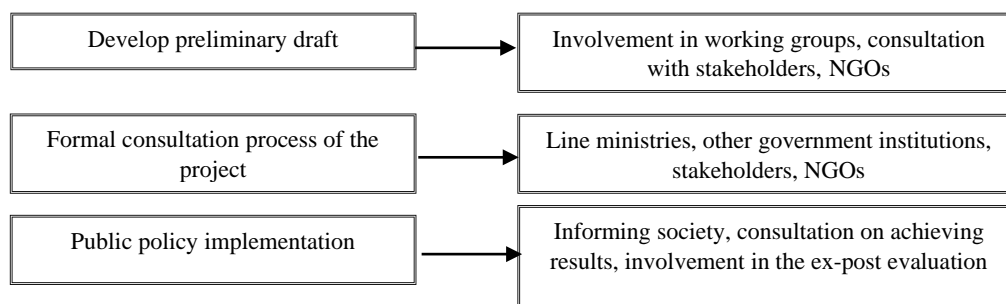 Develop preliminary draft
Involvement in working groups, consultation
with stakeholders, NGOs
Formal consultation process of the
project
Line ministries, other government institutions,
stakeholders, NGOs
Public policy implementation
Informing society, consultation on achieving
results, involvement in the ex-post evaluation